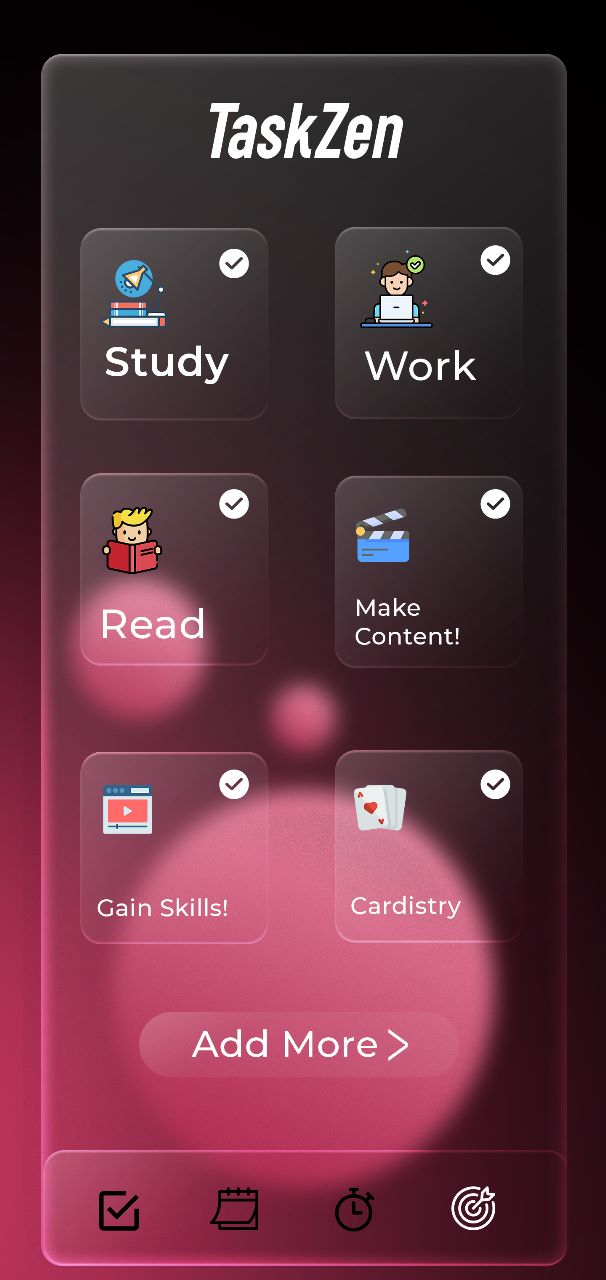 TaskZen
Study
Work
Read
Make
Content!
Gain Skills!
Cardistry
Add More >